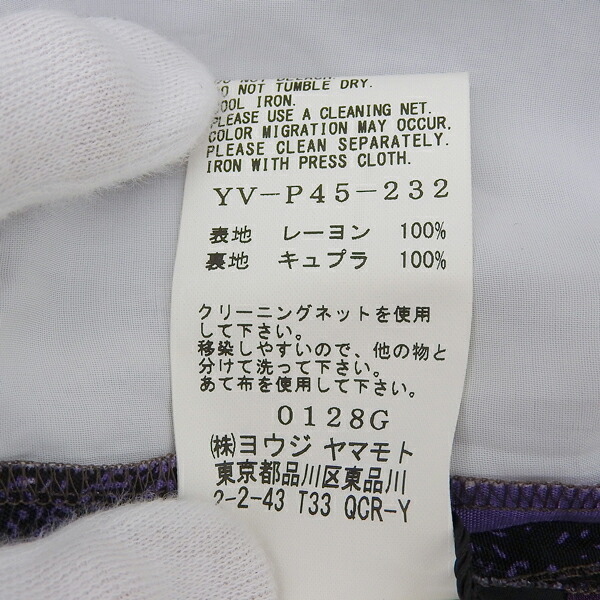 DO NOT BLEACH
DO NOT TUMBLE DRY.
COOL IRON.
PLEASE USE A CLEANING NET.
COLOR MIGRATION MAY OCCUR.
PLEASE CLEAN SEPARATELY.
IRON WITH PRESS CLOTH.
YV-P45-232
表地 レーヨン 100%
裏地 キュプラ 100%
クリーニングネットを使用
して下さい。
移染しやすいので、他の物と
分けて洗って下さい。
あて布を使用して下さい。
0128G
㈱ヨウジ ヤマモト
東京都品川区東品川
2-2-43 T33 QCR-Y